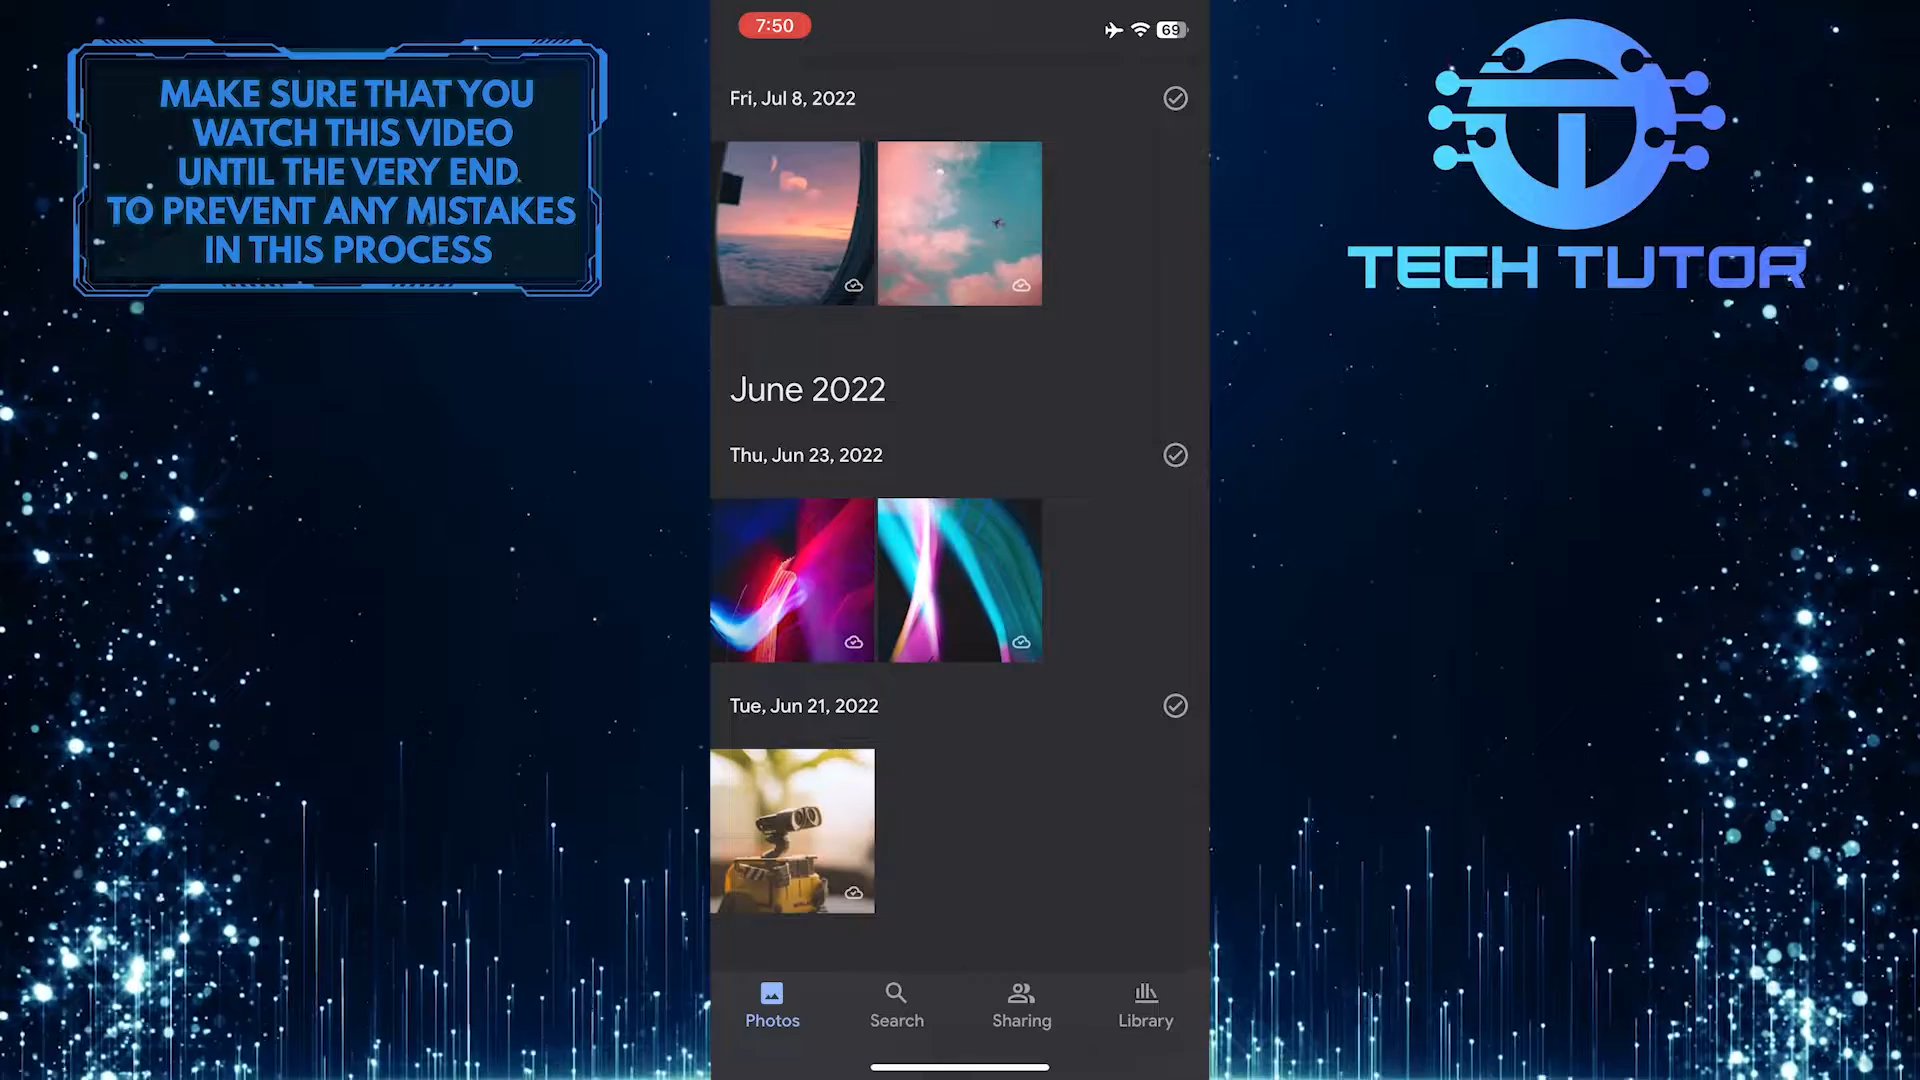 MAKE SURE THAT YOU
WATCH THIS VIDEO
UNTIL THE VERY END
TO PREVENT ANY MISTAKES
IN THIS PROCESS
7:50
69
Fri, Jul 8, 2022
June 2022
Thu, Jun 23, 2022
Tue, Jun 21, 2022
Photos
Search
Sharing
Library
TECH TUTOR